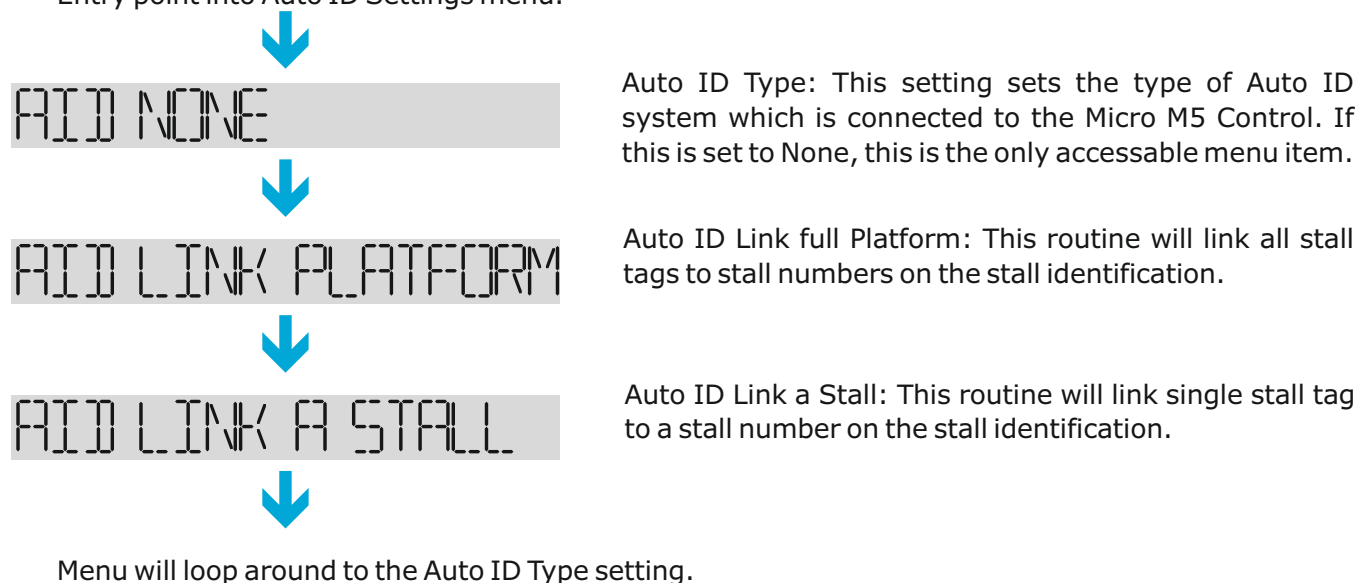 Entry point into Auto ID Settings menu.
AID NONE
Auto ID Type: This setting sets the type of Auto ID
system which is connected to the Micro M5 Control. If
this is set to None, this is the only accessable menu item.
AID LINK PLATFORM
Auto ID Link full Platform: This routine will link all stall
tags to stall numbers on the stall identification.
AID LINK A STALL
Auto ID Link a Stall: This routine will link single stall tag
to a stall number on the stall identification.
Menu will loop around to the Auto ID Type setting.